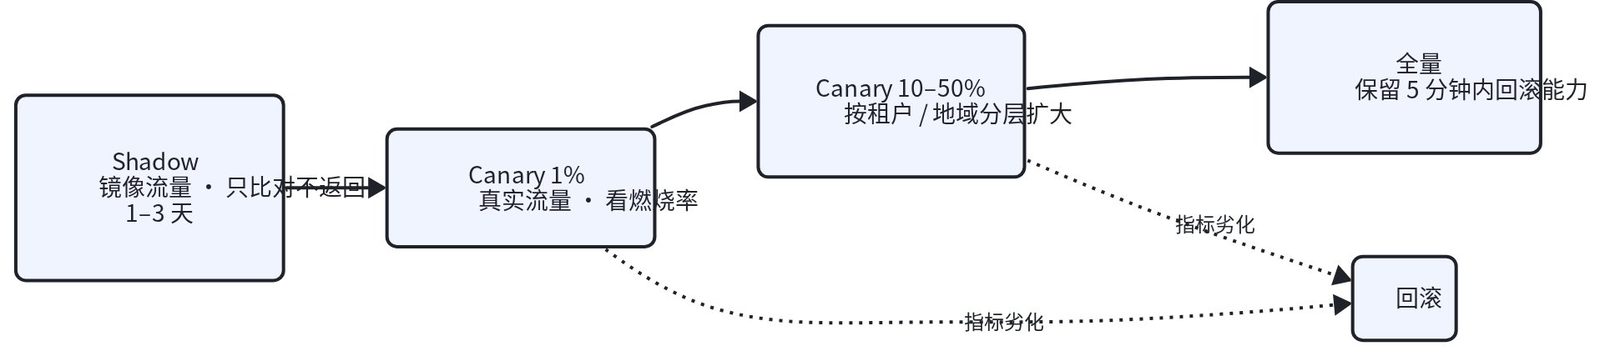 Shadow
镜像流量 · 只比对不返回
1–3 天
Canary 1%
真实流量 · 看燃烧率
Canary 10–50%
按租户 / 地域分层扩大
全量
保留 5 分钟内回滚能力
指标劣化
指标劣化
回滚